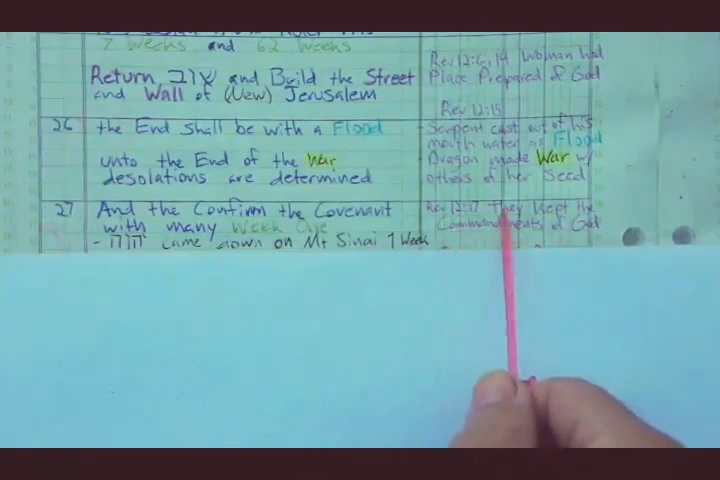 7 weeks and 62 weeks
Return שוב and Build the Street
and Wall of (New) Jerusalem
26 the End Shall be with a Flood
unto the End of the War
desolations are determined
27 And the Confirm the Covenant
with many Week One
- יהוה came down on Mt Sinai 1 Week
Rev 12:6, 14 Woman had
Place Prepared of God
Rev 12:15
- Serpent cast out of his
mouth water as Flood
- Dragon made War w/
others of her Seed
Rev 12:17 They Kept the
Commandments of God